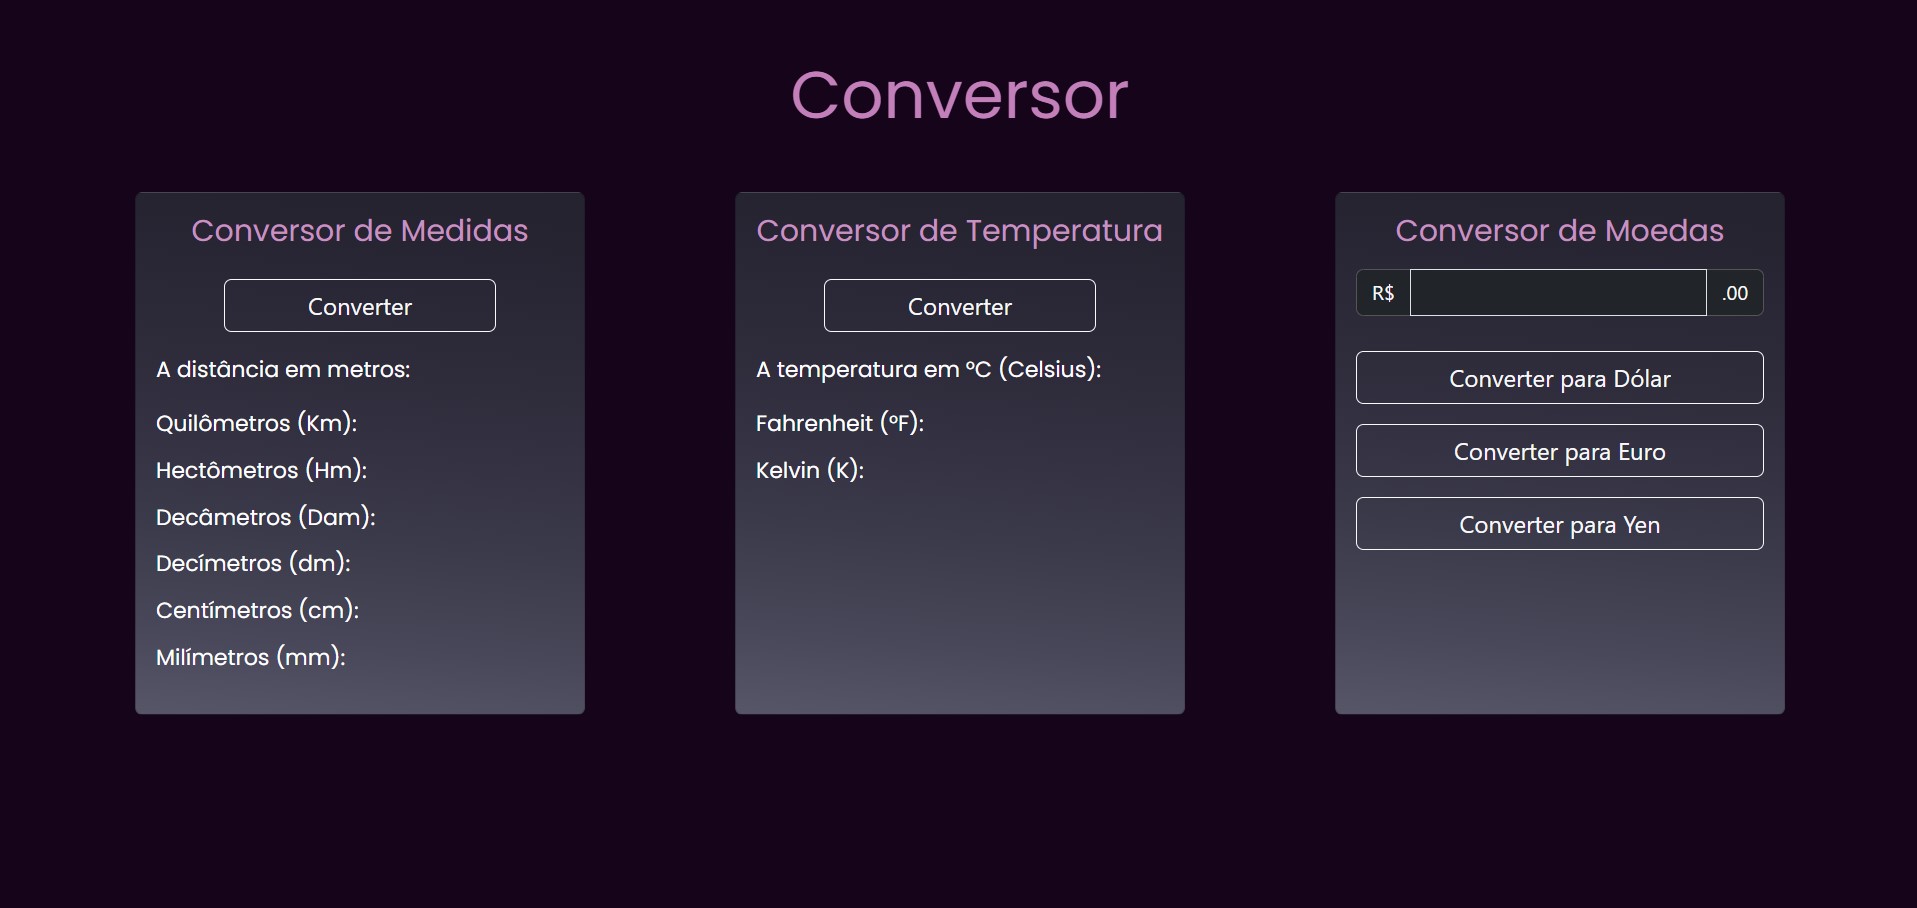 Conversor
Conversor de Medidas
Converter
A distância em metros:
Quilômetros (Km):
Hectômetros (Hm):
Decâmetros (Dam):
Decímetros (dm):
Centímetros (cm):
Milímetros (mm):
Conversor de Temperatura
Converter
A temperatura em ºC (Celsius):
Fahrenheit (ºF):
Kelvin (K):
Conversor de Moedas
R$ .00
Converter para Dólar
Converter para Euro
Converter para Yen